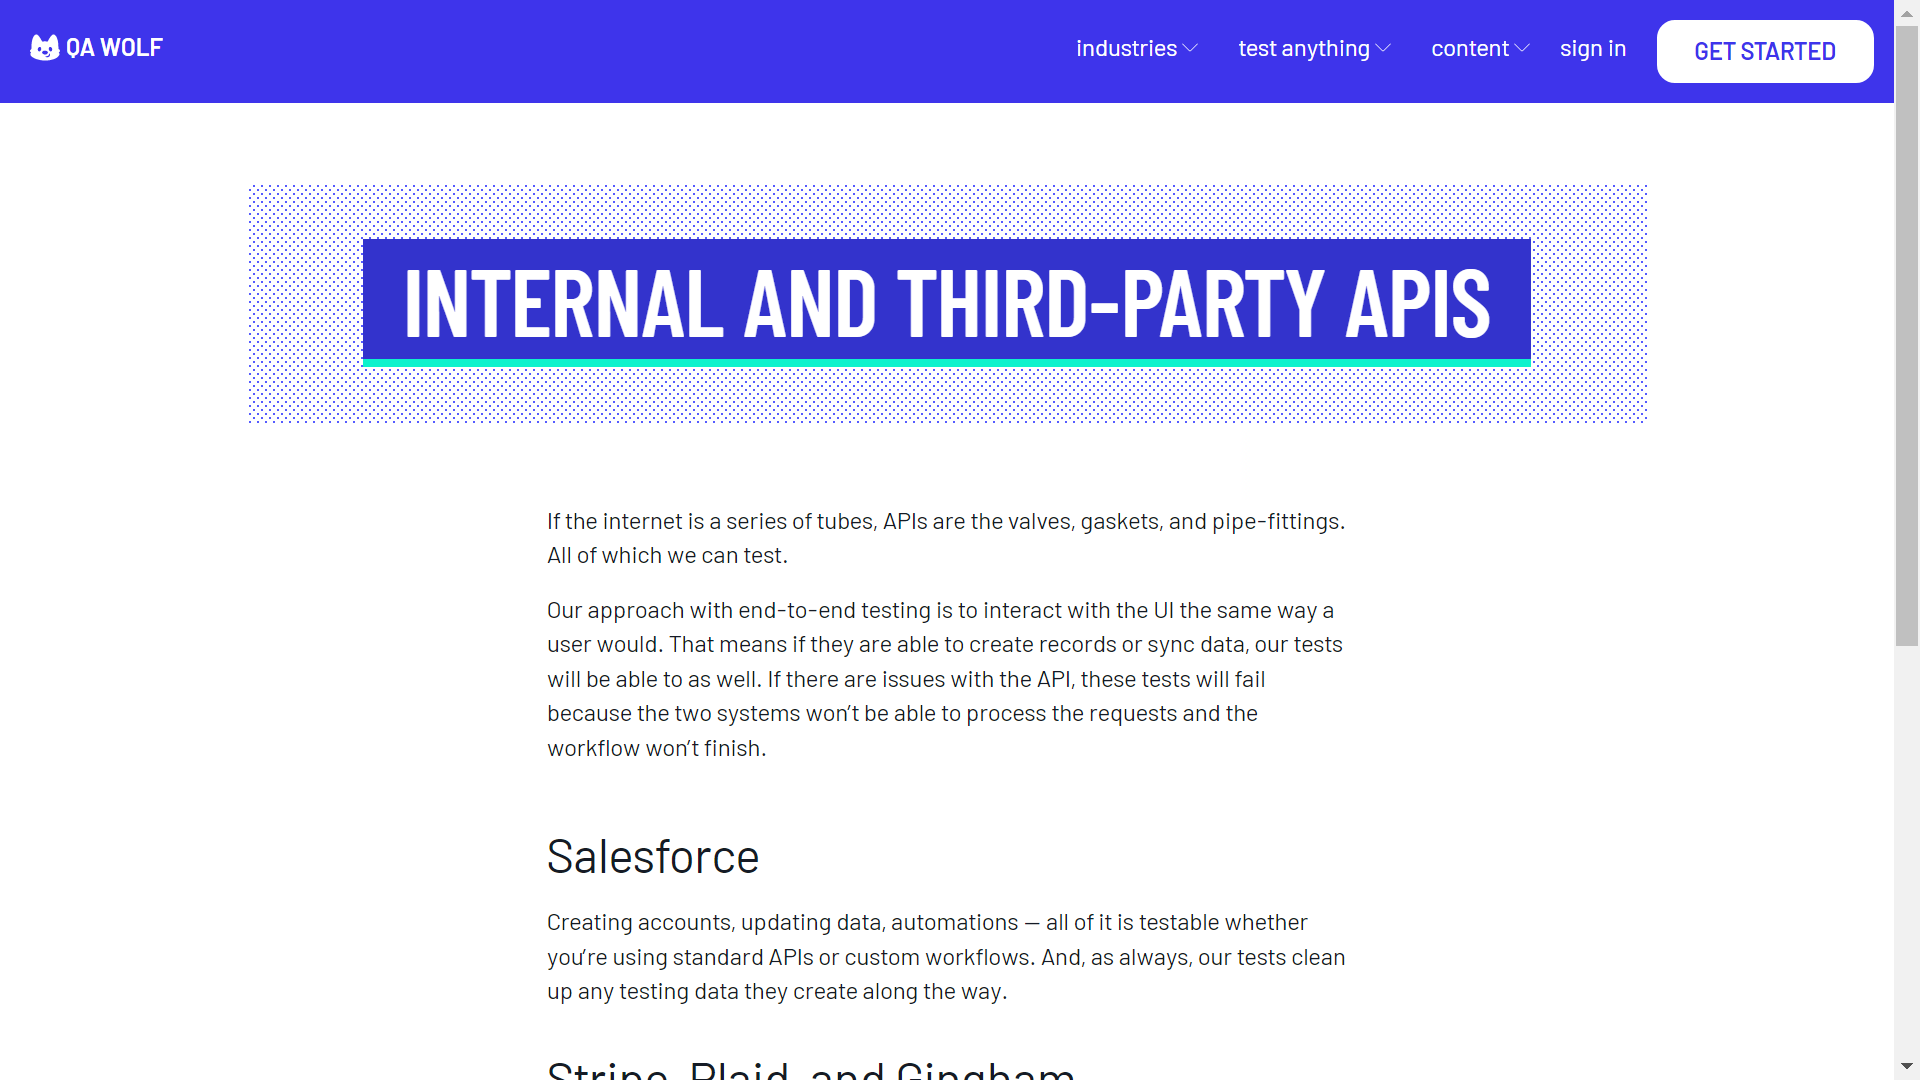 QA WOLF
industries
test anything
content
sign in
GET STARTED
INTERNAL AND THIRD-PARTY APIS
If the internet is a series of tubes, APIs are the valves, gaskets, and pipe-fittings.
All of which we can test.
Our approach with end-to-end testing is to interact with the UI the same way a
user would. That means if they are able to create records or sync data, our tests
will be able to as well. If there are issues with the API, these tests will fail
because the two systems won’t be able to process the requests and the
workflow won’t finish.
Salesforce
Creating accounts, updating data, automations — all of it is testable whether
you’re using standard APIs or custom workflows. And, as always, our tests clean
up any testing data they create along the way.
Stripe, Plaid, and Gingham